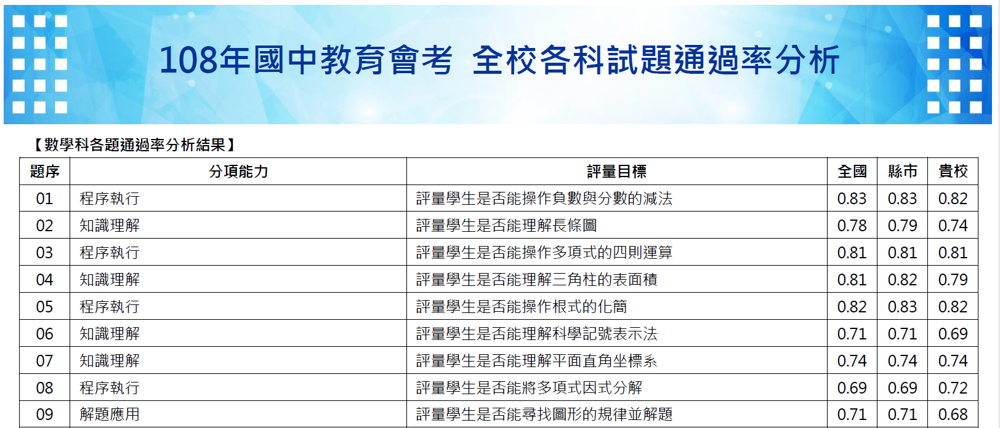 108年國中教育會考 全校各科試題通過率分析
【數學科各題通過率分析結果】
題序 分項能力 評量目標 全國 縣市 貴校
01 程序執行 評量學生是否能操作負數與分數的減法 0.83 0.83 0.82
02 知識理解 評量學生是否能理解長條圖 0.78 0.79 0.74
03 程序執行 評量學生是否能操作多項式的四則運算 0.81 0.81 0.81
04 知識理解 評量學生是否能理解三角柱的表面積 0.81 0.82 0.79
05 程序執行 評量學生是否能操作根式的化簡 0.82 0.83 0.82
06 知識理解 評量學生是否能理解科學記號表示法 0.71 0.71 0.69
07 知識理解 評量學生是否能理解平面直角坐標系 0.74 0.74 0.74
08 程序執行 評量學生是否能將多項式因式分解 0.69 0.69 0.72
09 解題應用 評量學生是否能尋找圖形的規律並解題 0.71 0.71 0.68